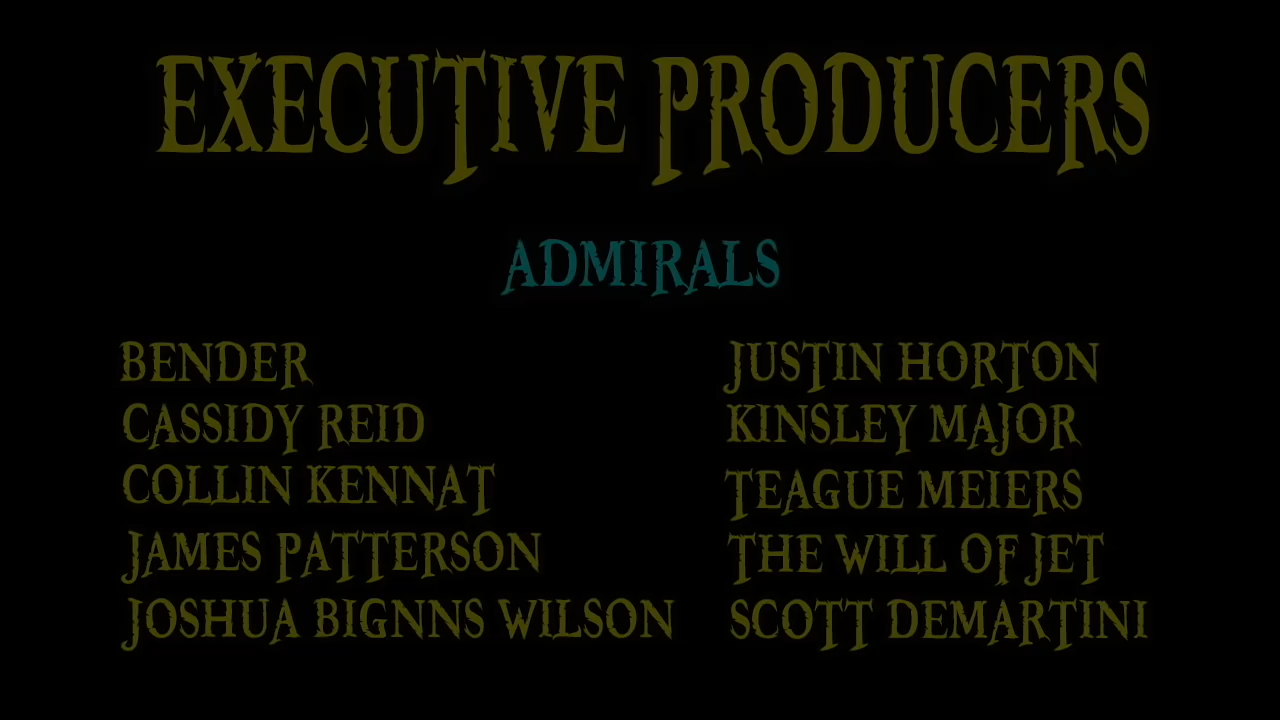 EXECUTIVE PRODUCERS
ADMIRALS
BENDER
CASSIDY REID
COLLIN KENNAT
JAMES PATTERSON
JOSHUA BIGNNS WILSON
JUSTIN HORTON
KINSLEY MAJOR
TEAGUE MEIERS
THE WILL OF JET
SCOTT DEMARTINI